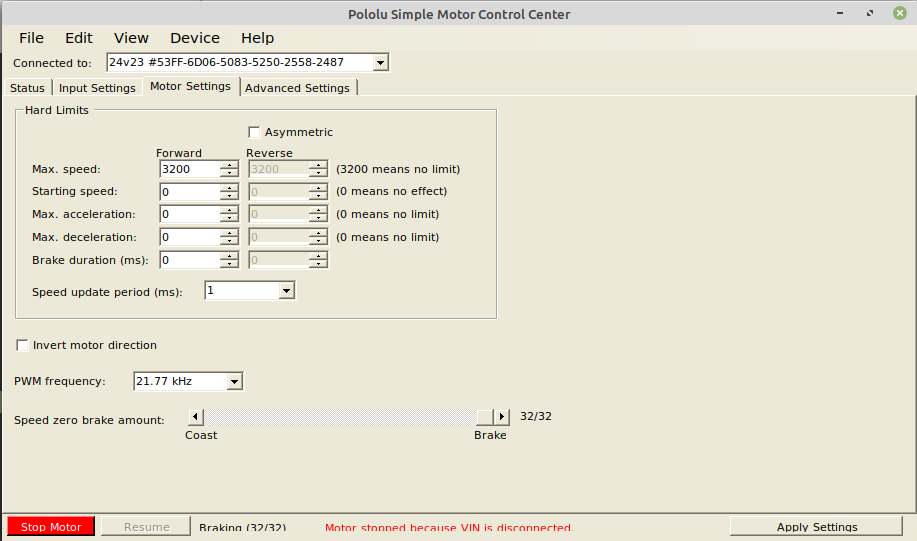 Pololu Simple Motor Control Center
File Edit View Device Help
Connected to: 24v23 #53FF-6D06-5083-5250-2558-2487
Status Input Settings Motor Settings Advanced Settings
Hard Limits
Asymmetric
Forward Reverse
Max. speed: 3200 3200 (3200 means no limit)
Starting speed: 0 0 (0 means no effect)
Max. acceleration: 0 0 (0 means no limit)
Max. deceleration: 0 0 (0 means no limit)
Brake duration (ms): 0 0
Speed update period (ms): 1
Invert motor direction
PWM frequency: 21.77 kHz
Speed zero brake amount: 32/32
Coast Brake
Stop Motor Resume Braking (32/32) Motor stopped because VIN is disconnected. Apply Settings